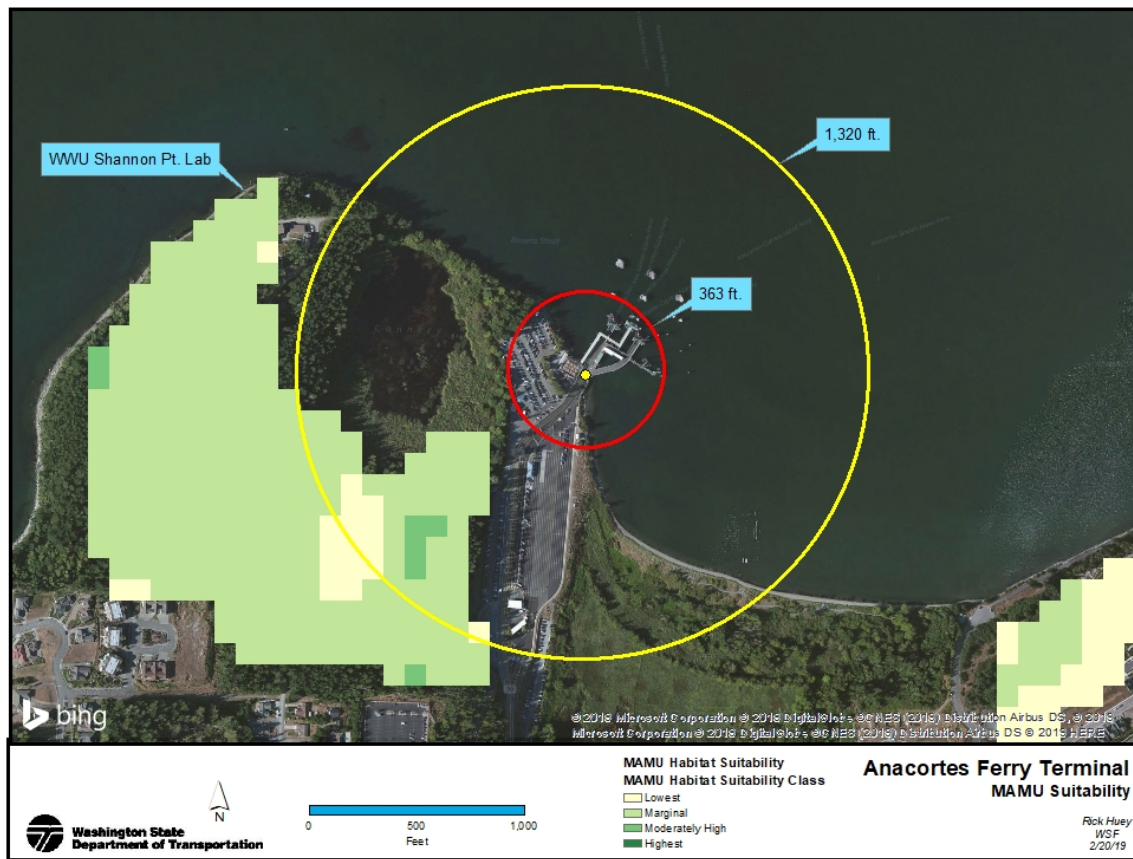 1,320 ft.
WWU Shannon Pt. Lab
363 ft.
Cannery
bing
© 2019 Microsoft Corporation © 2019 DigitalGlobe ©CNES (2019) Distribution Airbus DS, © 2019
Microsoft Corporation © 2019 DigitalGlobe ©CNES (2019) Distribution Airbus DS © 2019 HERE
Washington State
Department of Transportation
N
0 500 1,000
Feet
MAMU Habitat Suitability
MAMU Habitat Suitability Class
Lowest
Marginal
Moderately High
Highest
Anacortes Ferry Terminal
MAMU Suitability
Rick Huey
WSF
2/20/19